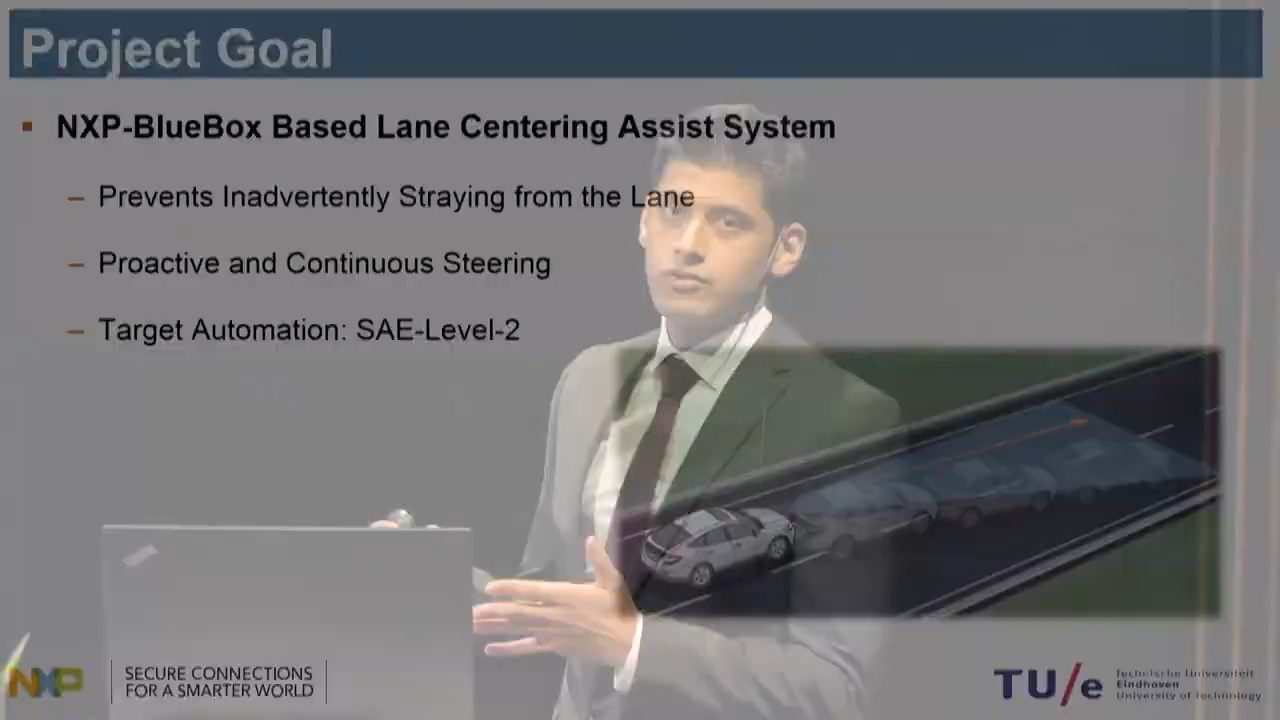 Project Goal
▪ NXP-BlueBox Based Lane Centering Assist System
– Prevents Inadvertently Straying from the Lane
– Proactive and Continuous Steering
– Target Automation: SAE-Level-2
NXP
SECURE CONNECTIONS
FOR A SMARTER WORLD
TU/e
Technische Universiteit
Eindhoven
University of Technology